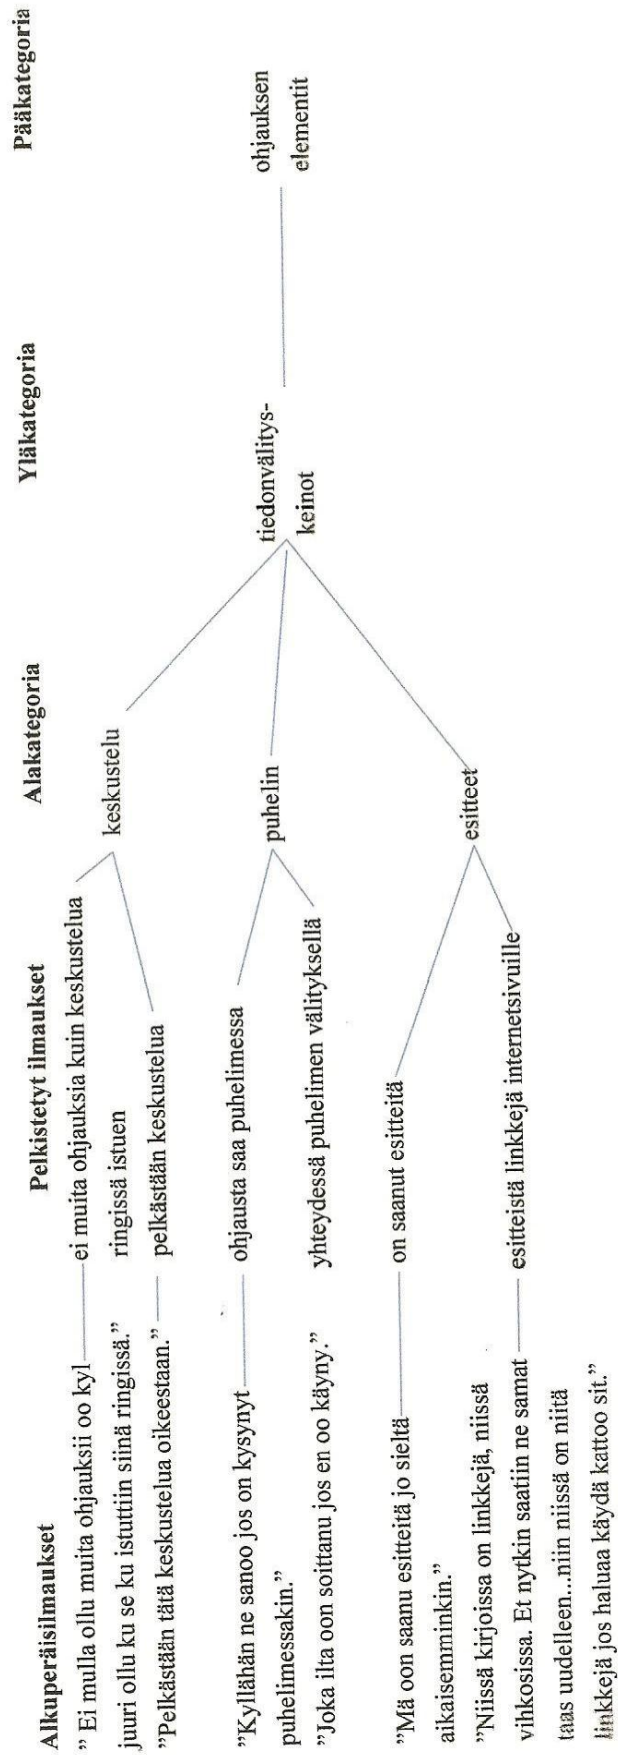 Alkuperäisilmaukset
Pelkistetyt ilmaukset
Alakategoria
Yläkategoria
Pääkategoria
” Ei mulla ollu muita ohjauksii oo kyl
juuri ollu ku se ku istuttiin siinä ringissä.”
”Pelkästään tätä keskustelua oikeestaan.”
ei muita ohjauksia kuin keskustelua
ringissä istuen
pelkästään keskustelua
keskustelu
”Kyllähän ne sanoo jos on kysynyt
puhelimessakin.”
”Joka ilta oon soittanu jos en oo käyny.”
ohjausta saa puhelimessa
yhteydessä puhelimen välityksellä
puhelin
tiedonvälitys-
keinot
ohjauksen
elementit
”Mä oon saanu esitteitä jo sieltä
aikaisemminkin.”
”Niissä kirjoissa on linkkejä, niissä
vihkosissa. Et nytkin saatiin ne samat
taas uudelleen...niin niissä on niitä
linkkejä jos haluaa käydä kattoo sit.”
on saanut esitteitä
esitteistä linkkejä internetsivuille
esitteet